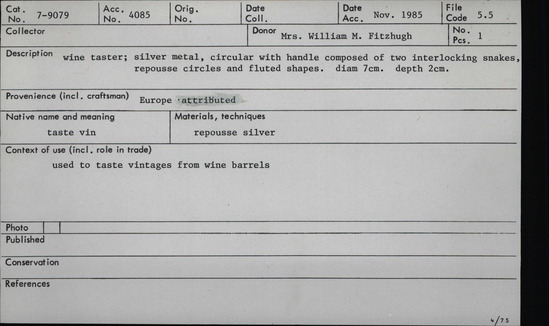 Cat. No. 7-9079 Acc. No. 4085 Orig. No. Date Coll. Date Acc. Nov. 1985 File Code 5.5
Collector Donor Mrs. William M. Fitzhugh No. Pcs. 1
Description wine taster; silver metal, circular with handle composed of two interlocking snakes,
repousse circles and fluted shapes. diam 7cm. depth 2cm.
Provenience (incl. craftsman) Europe attributed
Native name and meaning Materials, techniques
taste vin repousse silver
Context of use (incl. role in trade)
used to taste vintages from wine barrels
Photo
Published
Conservation
References
4/75